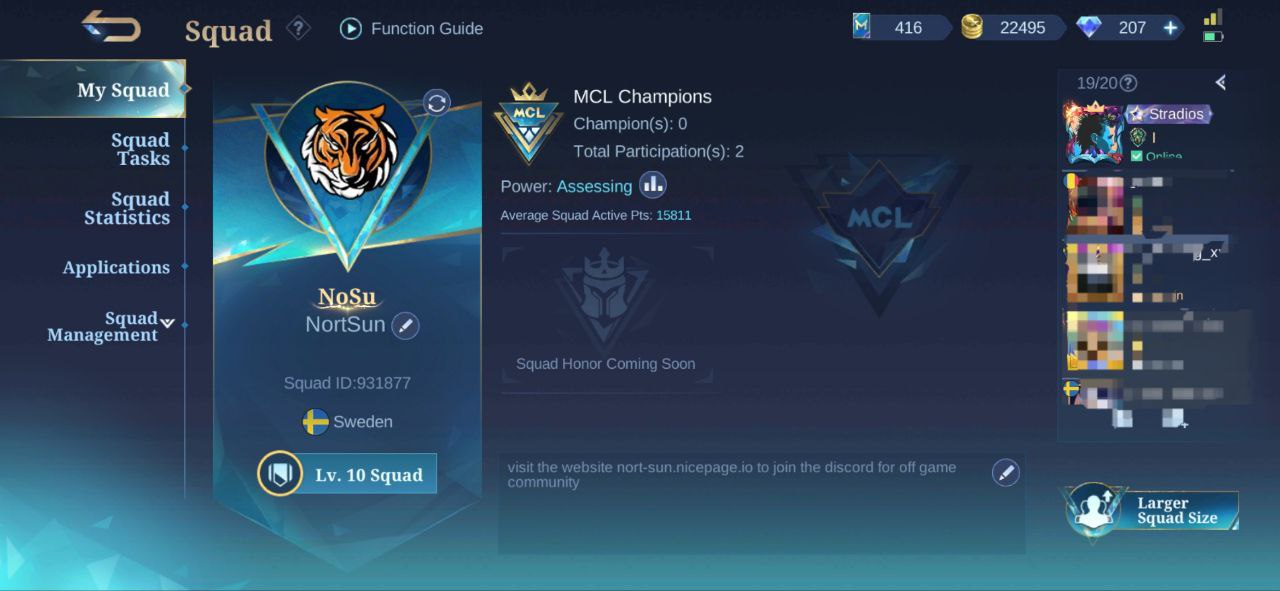 Squad ?
Function Guide
416
22495
207 +
My Squad
Squad
Tasks
Squad
Statistics
Applications
Squad
Management
NoSu
NortSun
Squad ID:931877
Sweden
Lv. 10 Squad
MCL
MCL Champions
Champion(s): 0
Total Participation(s): 2
Power: Assessing
Average Squad Active Pts: 15811
Squad Honor Coming Soon
MCL
visit the website nort-sun.nicepage.io to join the discord for off game
community
19/20 ?
Stradios
I
Online
Larger
Squad Size